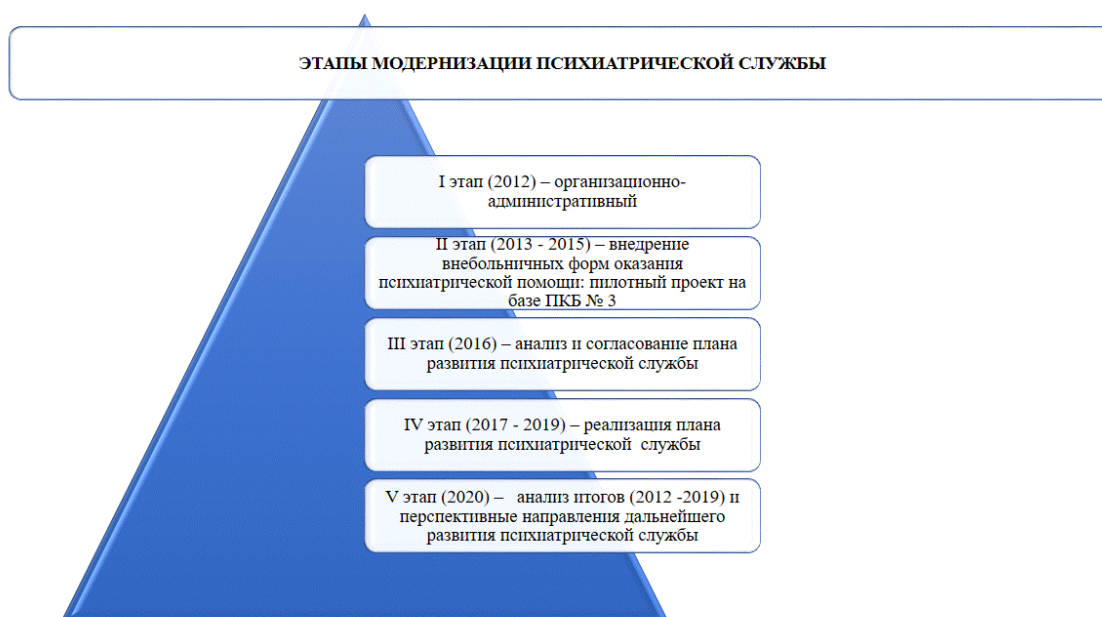 ЭТАПЫ МОДЕРНИЗАЦИИ ПСИХИАТРИЧЕСКОЙ СЛУЖБЫ
I этап (2012) – организационно-
административный
II этап (2013 - 2015) – внедрение
внебольничных форм оказания
психиатрической помощи: пилотный проект на
базе ПКБ № 3
III этап (2016) – анализ и согласование плана
развития психиатрической службы
IV этап (2017 - 2019) – реализация плана
развития психиатрической службы
V этап (2020) – анализ итогов (2012 -2019) и
перспективные направления дальнейшего
развития психиатрической службы